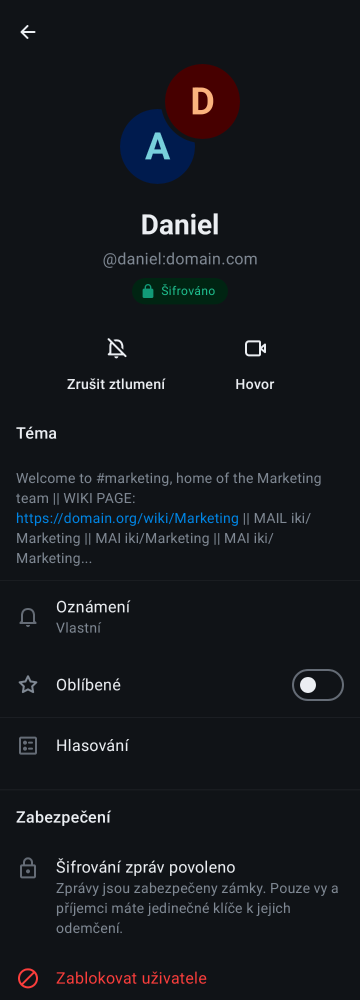 D
A
Daniel
@daniel:domain.com
Šifrováno
Zrušit ztlumení
Hovor
Téma
Welcome to #marketing, home of the Marketing
team || WIKI PAGE:
https://domain.org/wiki/Marketing || MAIL iki/
Marketing || MAI iki/Marketing || MAI iki/
Marketing...
Oznámení
Vlastní
Oblíbené
Hlasování
Zabezpečení
Šifrování zpráv povoleno
Zprávy jsou zabezpečeny zámky. Pouze vy a
příjemci máte jedinečné klíče k jejich
odemčení.
Zablokovat uživatele